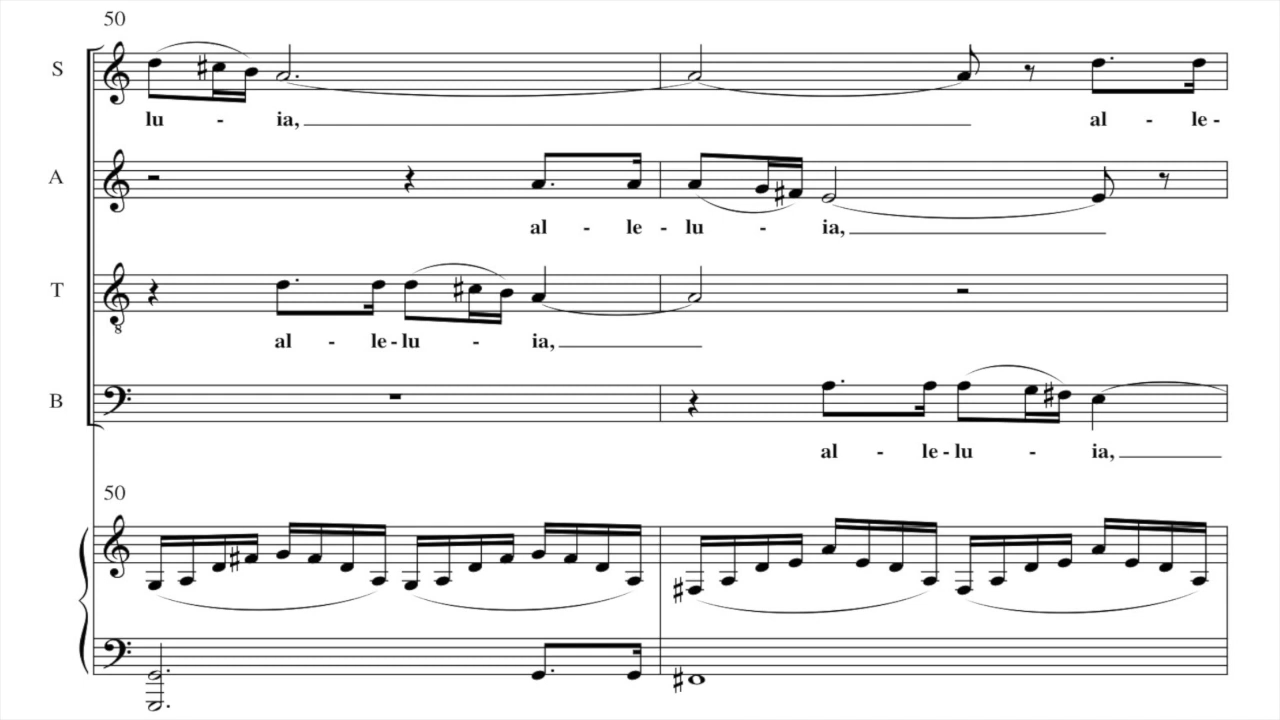 50
S
lu - ia,
al - le -
A
al - le - lu - ia,
T
al - le - lu - ia,
B
al - le - lu - ia,
50